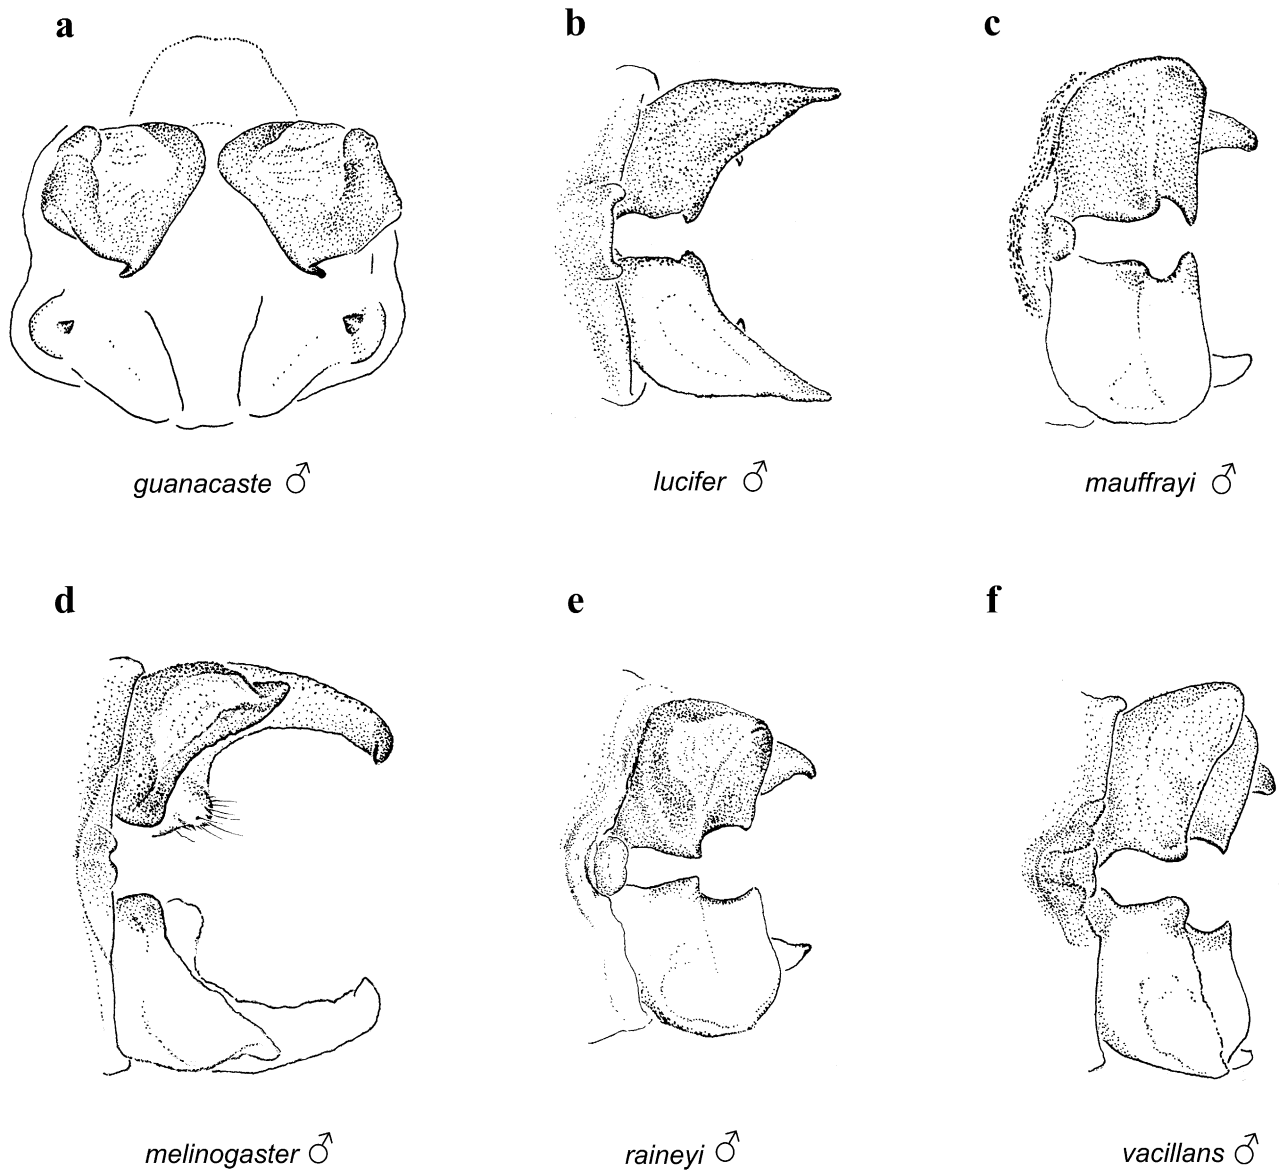 a
b
c
guanacaste ♂
lucifer ♂
mauffrayi ♂
d
e
f
melinogaster ♂
raineyi ♂
vacillans ♂